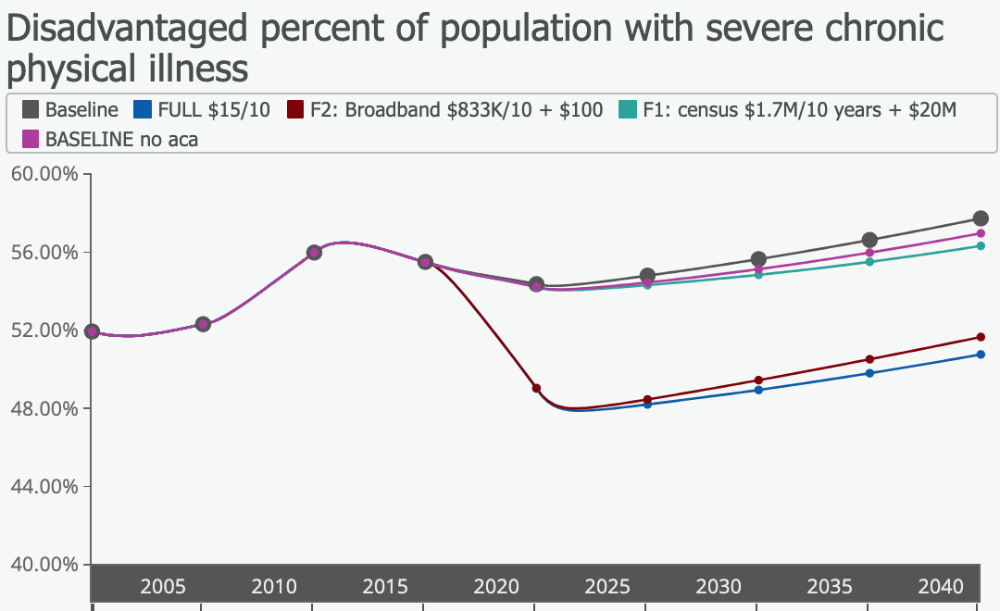 Disadvantaged percent of population with severe chronic
physical illness
Baseline FULL $15/10 F2: Broadband $833K/10 + $100 F1: census $1.7M/10 years + $20M
BASELINE no aca
60.00%
56.00%
52.00%
48.00%
44.00%
40.00%
2005 2010 2015 2020 2025 2030 2035 2040